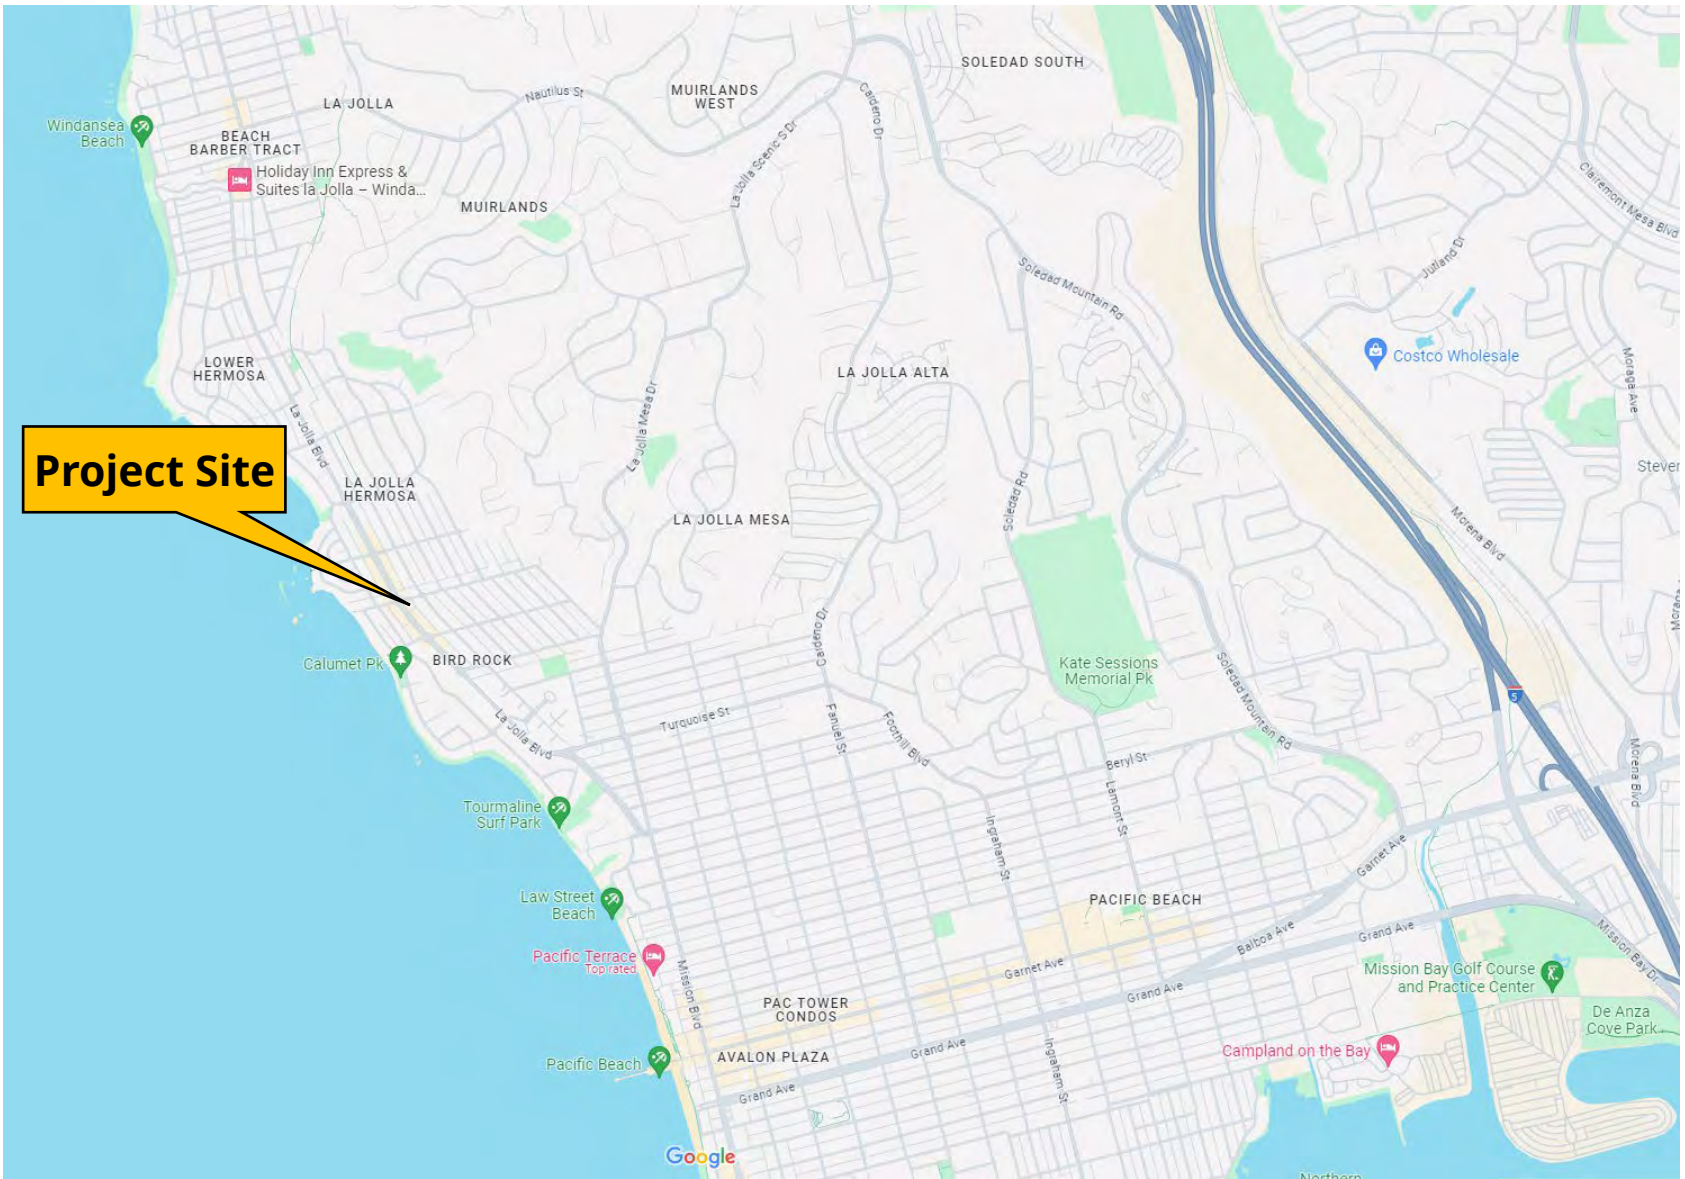 SOLEDAD SOUTH
MUIRLANDS
WEST
Nautilus St
LA JOLLA
Cardeno Dr
Windansea
Beach
BEACH
BARBER TRACT
Holiday Inn Express &
Suites la Jolla – Winda...
La Jolla Scenic S Dr
Clairemont Mesa Blvd
MUIRLANDS
Jutland Dr
Soledad Mountain Rd
LOWER
HERMOSA
LA JOLLA ALTA
Costco Wholesale
Moraga Ave
La Jolla Blvd
La Jolla Mesa Dr
Project Site
LA JOLLA
HERMOSA
Soledad Rd
Steven
LA JOLLA MESA
Morena Blvd
Moraga
Cardeno Dr
Calumet Pk
BIRD ROCK
Kate Sessions
Memorial Pk
Soledad Mountain Rd
5
La Jolla Blvd
Turquoise St
Fanuel St
Foothill Blvd
Beryl St
Morena Blvd
Lamont St
Tourmaline
Surf Park
Ingraham St
Garnet Ave
Law Street
Beach
PACIFIC BEACH
Balboa Ave
Grand Ave
Mission Bay Dr
Pacific Terrace
Top rated
Mission Blvd
Garnet Ave
Grand Ave
Mission Bay Golf Course
and Practice Center
PAC TOWER
CONDOS
De Anza
Cove Park
Pacific Beach
AVALON PLAZA
Grand Ave
Ingraham St
Campland on the Bay
Grand Ave
Google
Northern